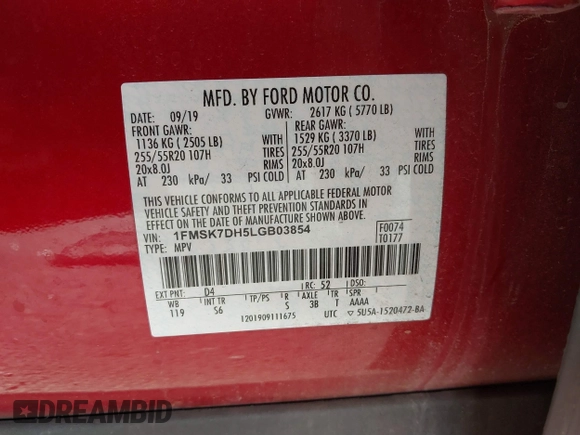 MFD. BY FORD MOTOR CO.
DATE: 09/19 GVWR: 2617 KG ( 5770 LB)
FRONT GAWR: REAR GAWR:
1136 KG ( 2505 LB) WITH 1529 KG ( 3370 LB) WITH
255/55R20 107H TIRES 255/55R20 107H TIRES
20x8.0J RIMS 20x8.0J RIMS
AT 230 kPa/ 33 PSI COLD AT 230 kPa/ 33 PSI COLD
THIS VEHICLE CONFORMS TO ALL APPLICABLE FEDERAL MOTOR
VEHICLE SAFETY AND THEFT PREVENTION STANDARDS IN EFFECT ON THE DATE OF MANUFACTURE SHOWN ABOVE.
VIN: 1FMSK7DH5LGB03854 F0074
TYPE: MPV T0177
EXT PNT: D4 RC: 52 DSO:
WB INT TR TP/PS R AXLE TR SPR
119 S6 S 3B T AAAA
1201909111675 UTC ▽ 5U5A-1520472-BA
DREAMBID